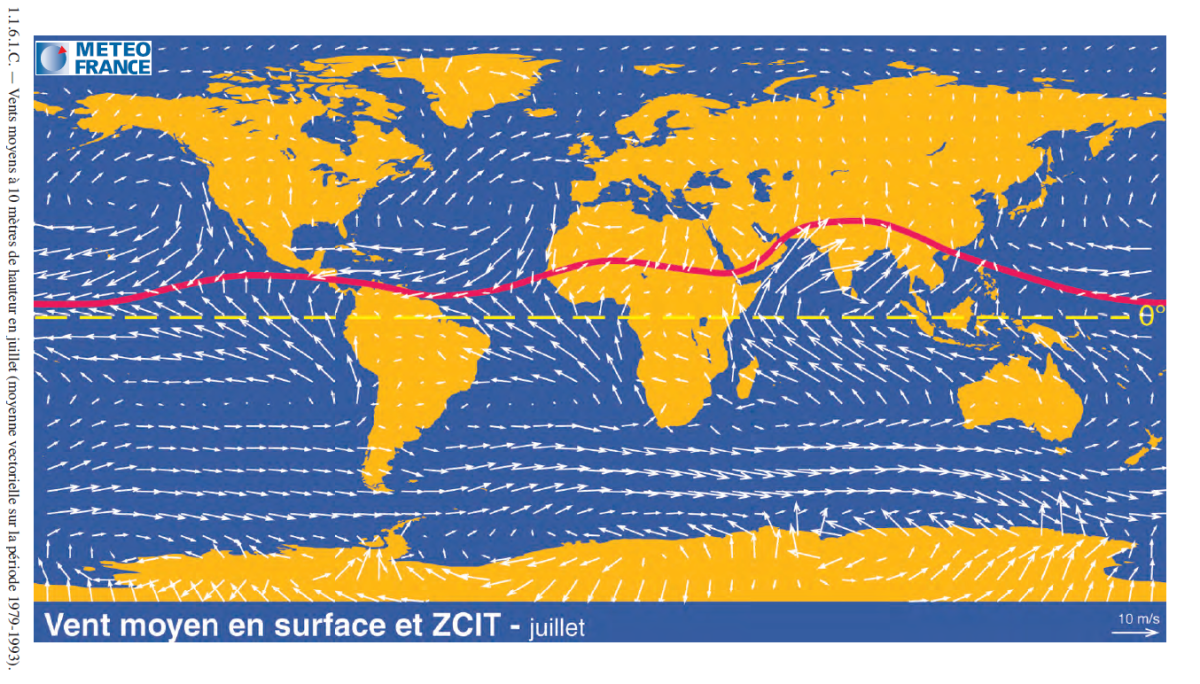 1.1.6.1.C. — Vents moyens à 10 mètres de hauteur en juillet (moyenne vectorielle sur la période 1979-1993).
METEO
FRANCE
0°
Vent moyen en surface et ZCIT - juillet
10 m/s